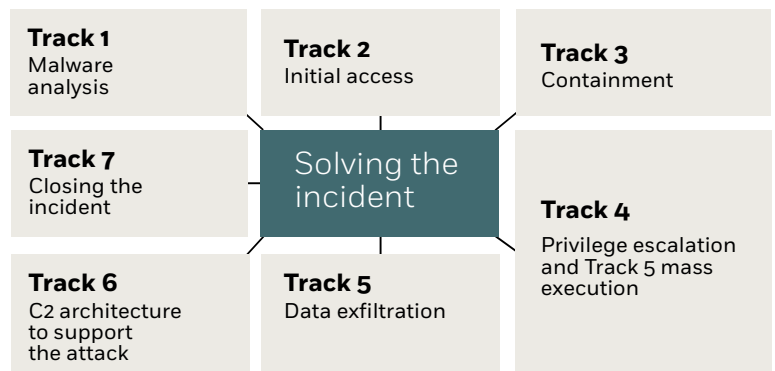 Track 1
Malware
analysis
Track 2
Initial access
Track 3
Containment
Track 7
Closing the
incident
Solving the
incident
Track 4
Privilege escalation
and Track 5 mass
execution
Track 6
C2 architecture
to support
the attack
Track 5
Data exfiltration